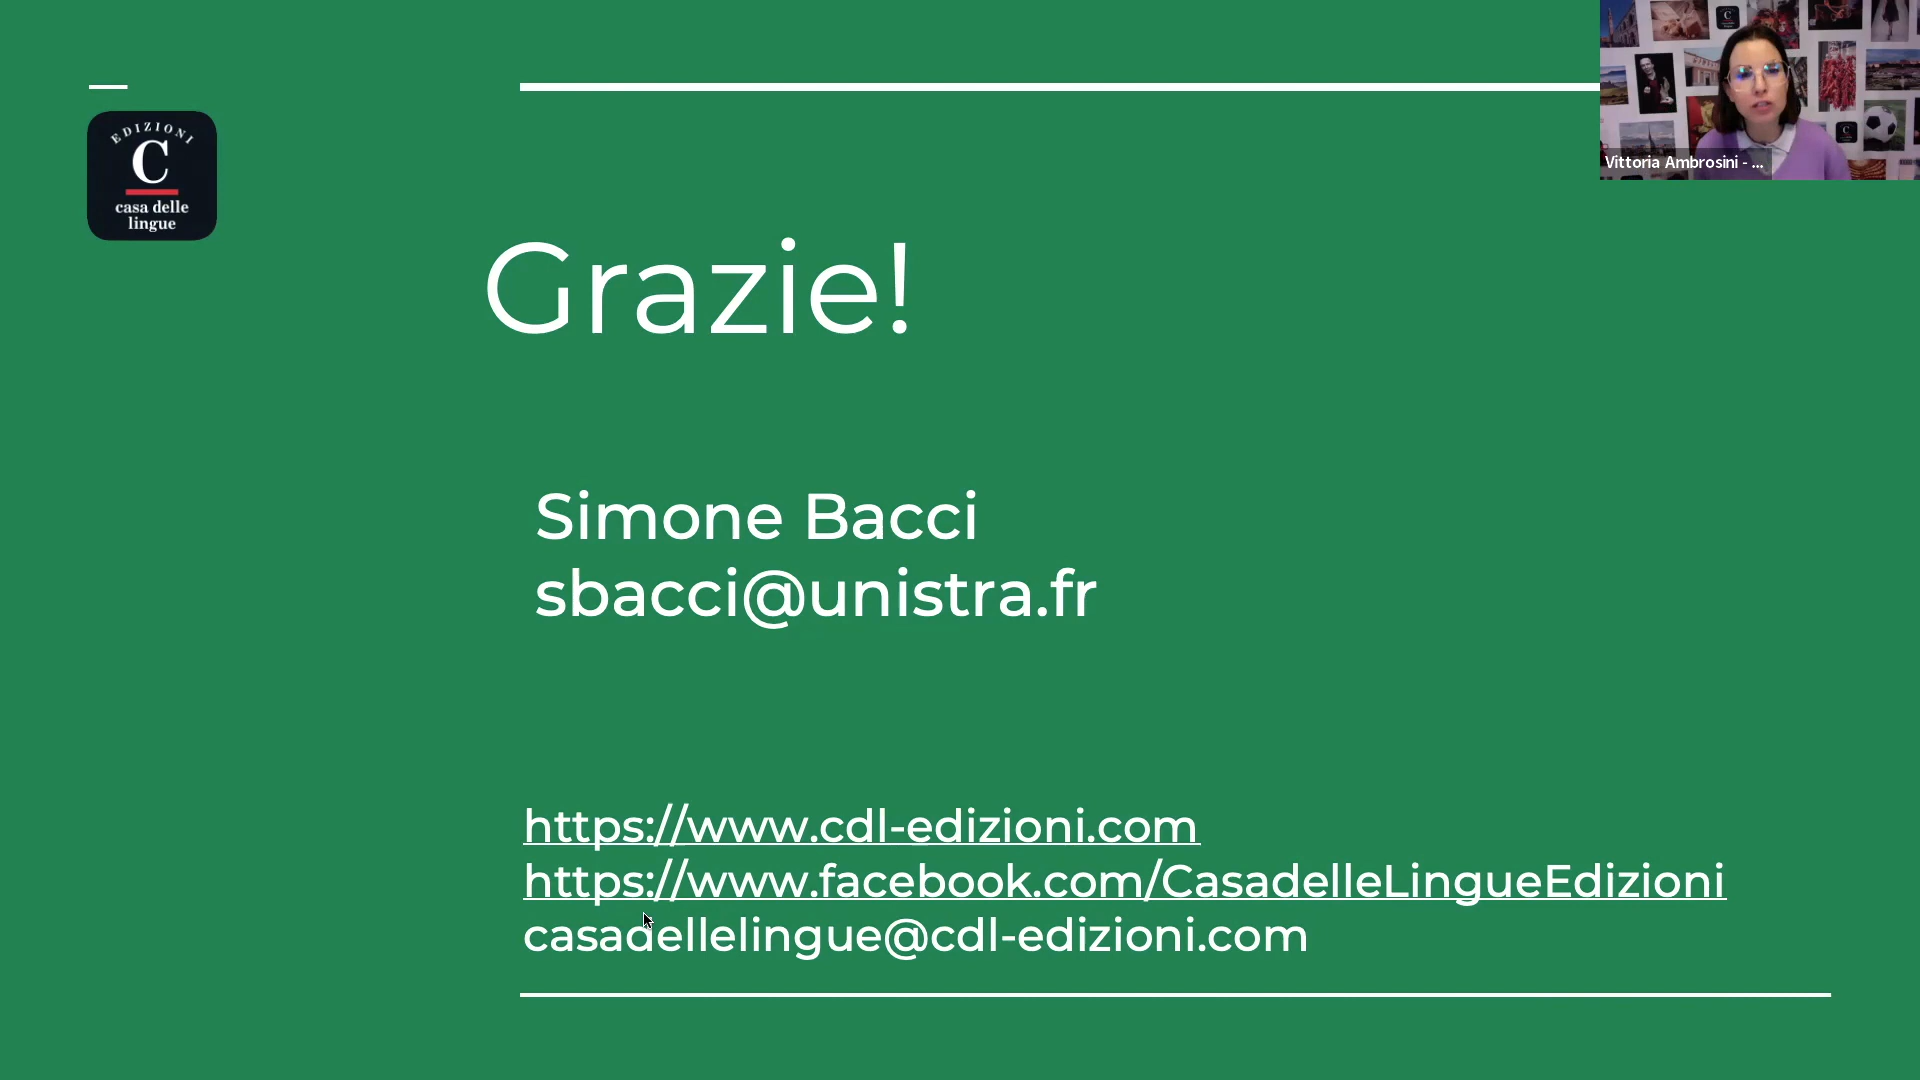 EDIZIONI
C
casa delle
lingue
Grazie!
Simone Bacci
sbacci@unistra.fr
https://www.cdl-edizioni.com
https://www.facebook.com/CasadelleLingueEdizioni
casadellelingue@cdl-edizioni.com
Vittoria Ambrosini - ...